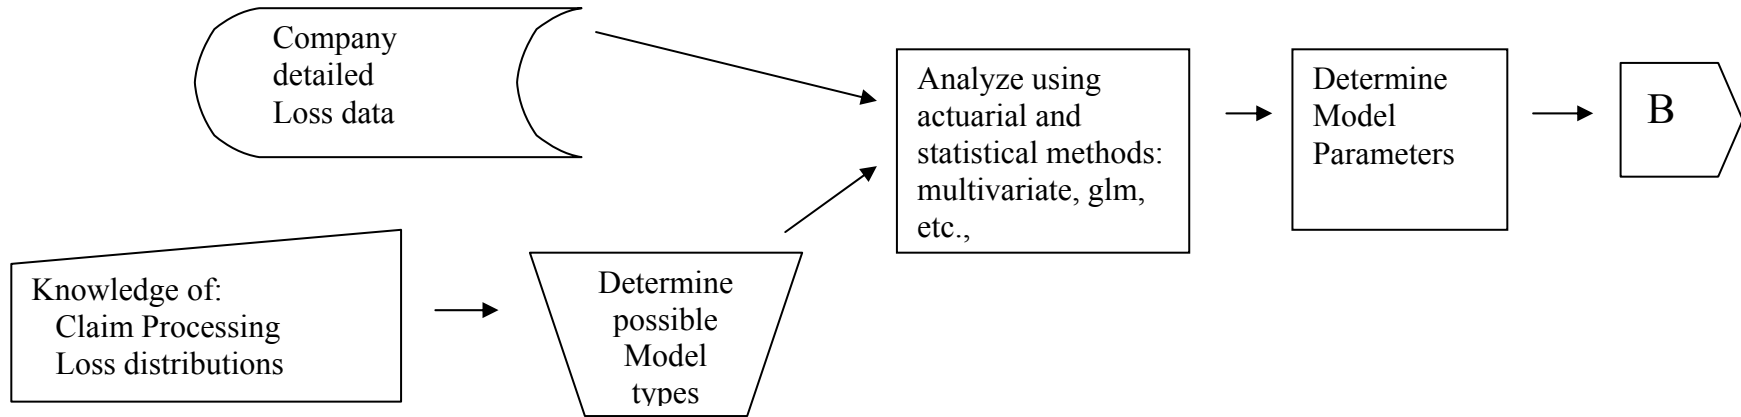 Company
detailed
Loss data
Analyze using
actuarial and
statistical methods:
multivariate, glm,
etc.,
Determine
Model
Parameters
B
Knowledge of:
Claim Processing
Loss distributions
Determine
possible
Model
types